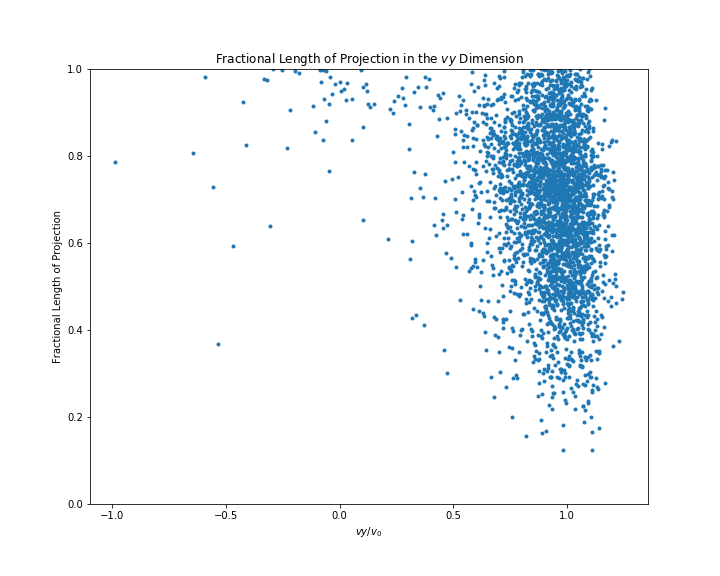 Fractional Length of Projection in the vy Dimension
Fractional Length of Projection
1.0
0.8
0.6
0.4
0.2
0.0
−1.0 −0.5 0.0 0.5 1.0
vy/v₀